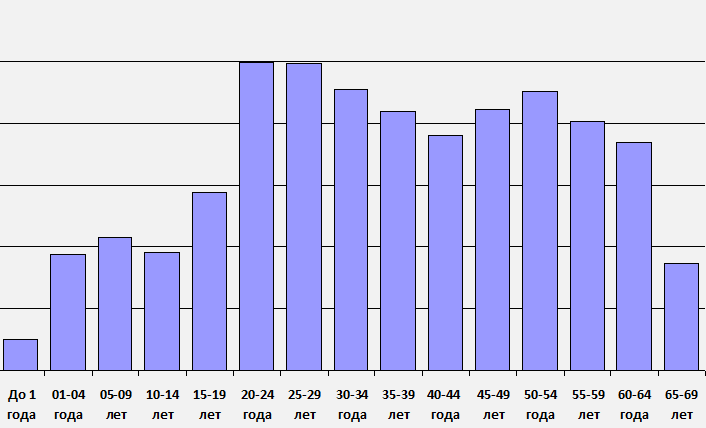 До 1 01-04 05-09 10-14 15-19 20-24 25-29 30-34 35-39 40-44 45-49 50-54 55-59 60-64 65-69
года года лет лет лет года лет года лет года лет года лет года лет